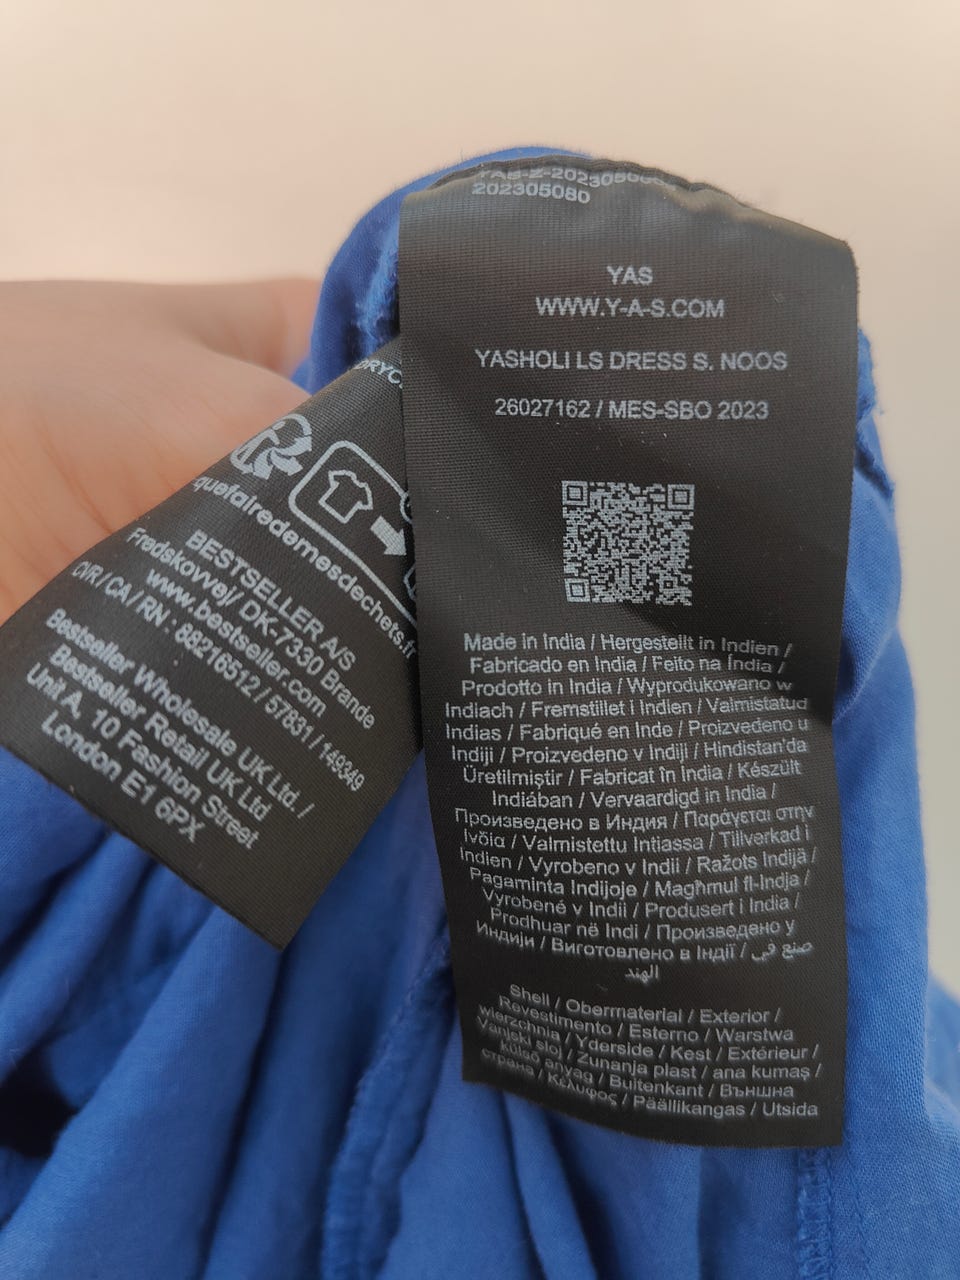 202305080
YAS
WWW.Y-A-S.COM
YASHOLI LS DRESS S. NOOS
26027162 / MES-SBO 2023
Made in India / Hergestellt in Indien /
Fabricado en India / Feito na Índia /
Prodotto in India / Wyprodukowano w
Indiach / Fremstillet i Indien / Valmistatud
Indias / Fabriqué en Inde / Proizvedeno u
Indiji / Proizvedeno v Indiji / Hindistan'da
Üretilmiştir / Fabricat în India / Készült
Indiában / Vervaardigd in India /
Произведено в Индия / Παράγεται στην
Ινδία / Valmistettu Intiassa / Tillverkad i
Indien / Vyrobeno v Indii / Ražots Indijā /
Pagaminta Indijoje / Magħmul fl-Indja /
Vyrobené v Indii / Produsert i India /
Prodhuar në Indi / Произведено у
Индији / Виготовлено в Індії / صنع في
الهند
Shell / Obermaterial / Exterior /
Revestimento / Esterno / Warstwa
wierzchnia / Yderside / Kest / Extérieur /
Vanjski sloj / Zunanja plast / ana kumaş /
külső anyag / Buitenkant / Външна
страна / Κέλυφος / Päällikangas / Utsida
quefairedemesdechets.fr
BESTSELLER A/S
Fredskovvej/ DK-7330 Brande
www.bestseller.com
CVR / CA / RN : 88216512 / 57831 / 149349
Bestseller Wholesale UK Ltd. /
Bestseller Retail UK Ltd
Unit A, 10 Fashion Street
London E1 6PX